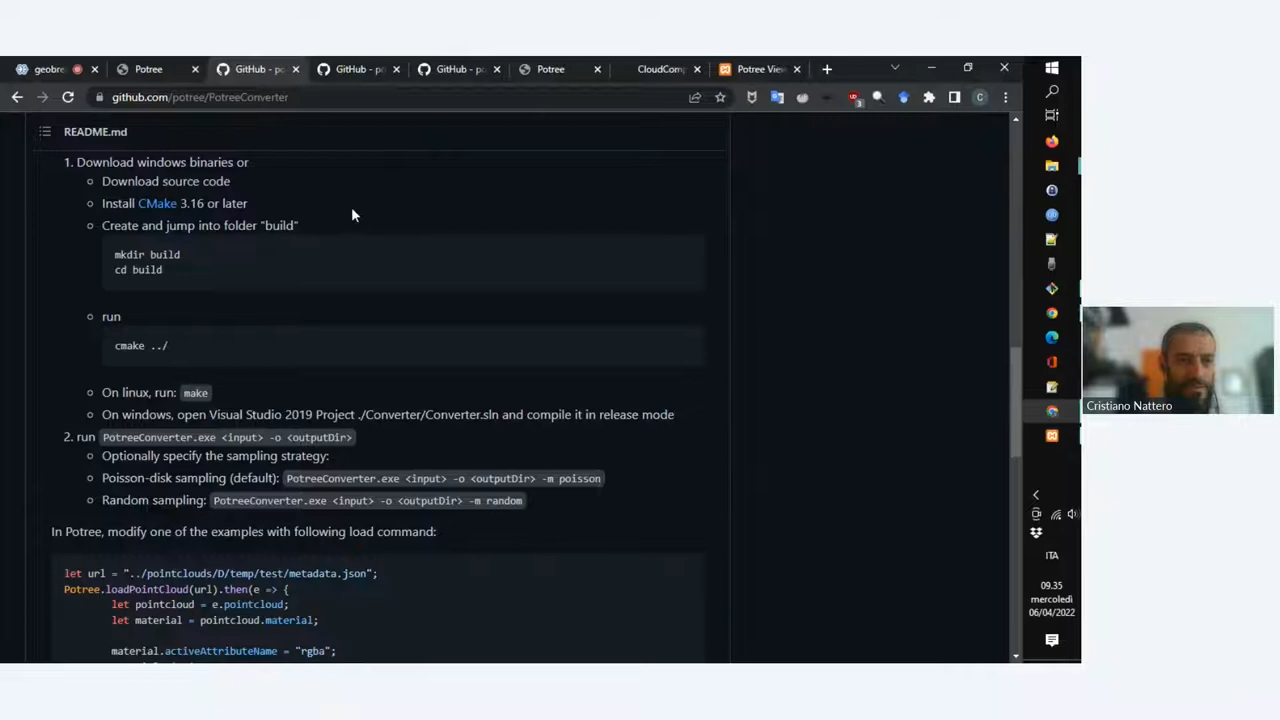 geobre
Potree
GitHub - po
GitHub - po
GitHub - po
Potree
CloudComp
Potree View
github.com/potree/PotreeConverter
C
3
README.md
1. Download windows binaries or
Download source code
Install CMake 3.16 or later
Create and jump into folder "build"
mkdir build
cd build
run
cmake ../
On linux, run: make
On windows, open Visual Studio 2019 Project ./Converter/Converter.sln and compile it in release mode
2. run PotreeConverter.exe <input> -o <outputDir>
Optionally specify the sampling strategy:
Poisson-disk sampling (default): PotreeConverter.exe <input> -o <outputDir> -m poisson
Random sampling: PotreeConverter.exe <input> -o <outputDir> -m random
In Potree, modify one of the examples with following load command:
let url = "../pointclouds/D/temp/test/metadata.json";
Potree.loadPointCloud(url).then(e => {
let pointcloud = e.pointcloud;
let material = pointcloud.material;
material.activeAttributeName = "rgba";
Cristiano Nattero
ITA
09.35
mercoledì
06/04/2022